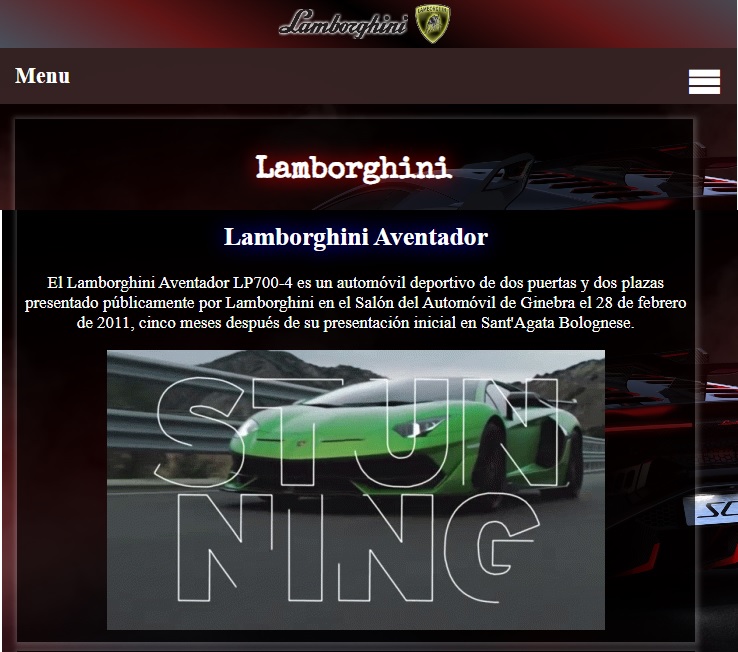 Lamborghini
LAMBORGHINI
Menu
Lamborghini
Lamborghini Aventador
El Lamborghini Aventador LP700-4 es un automóvil deportivo de dos puertas y dos plazas
presentado públicamente por Lamborghini en el Salón del Automóvil de Ginebra el 28 de febrero
de 2011, cinco meses después de su presentación inicial en Sant'Agata Bolognese.
STUN
NING